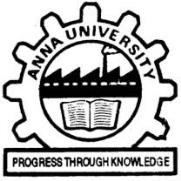 ANNA UNIVERSITY
PROGRESS THROUGH KNOWLEDGE